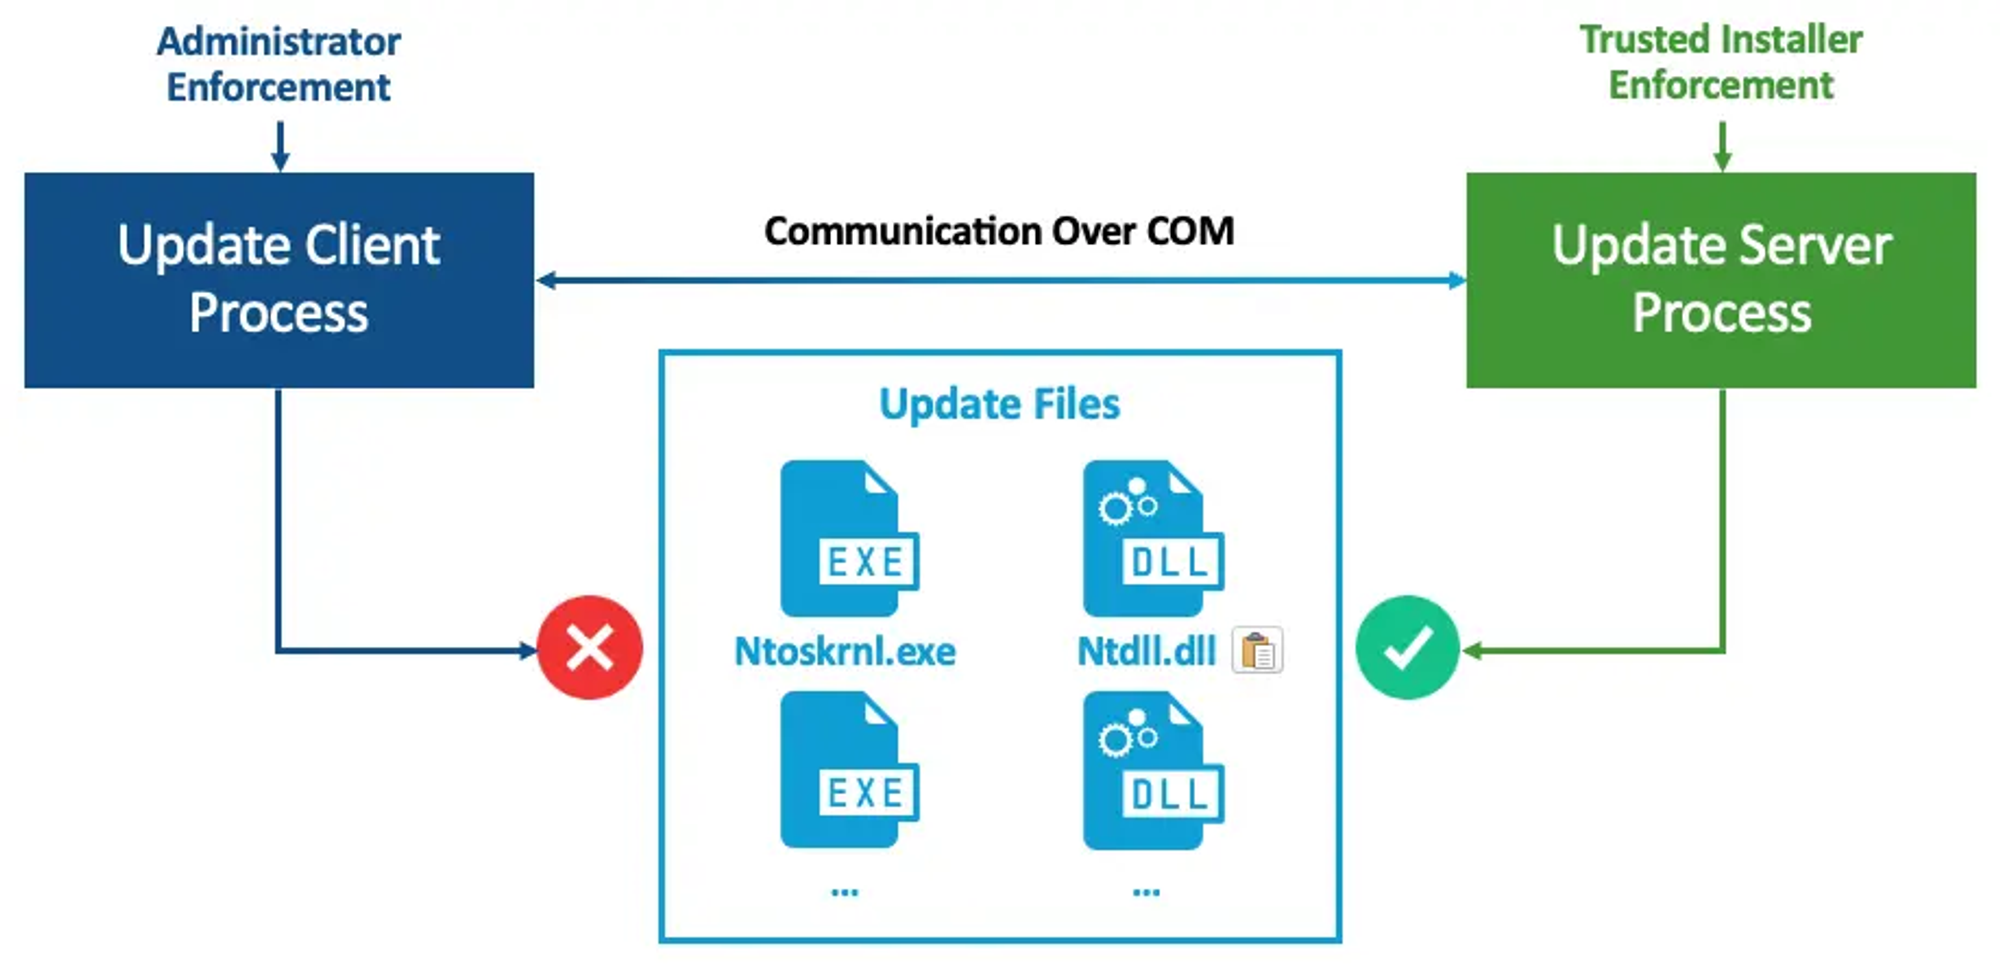 Administrator
Enforcement
Trusted Installer
Enforcement
Update Client
Process
Communication Over COM
Update Server
Process
Update Files
EXE
DLL
Ntoskrnl.exe
Ntdll.dll
EXE
DLL
...
...